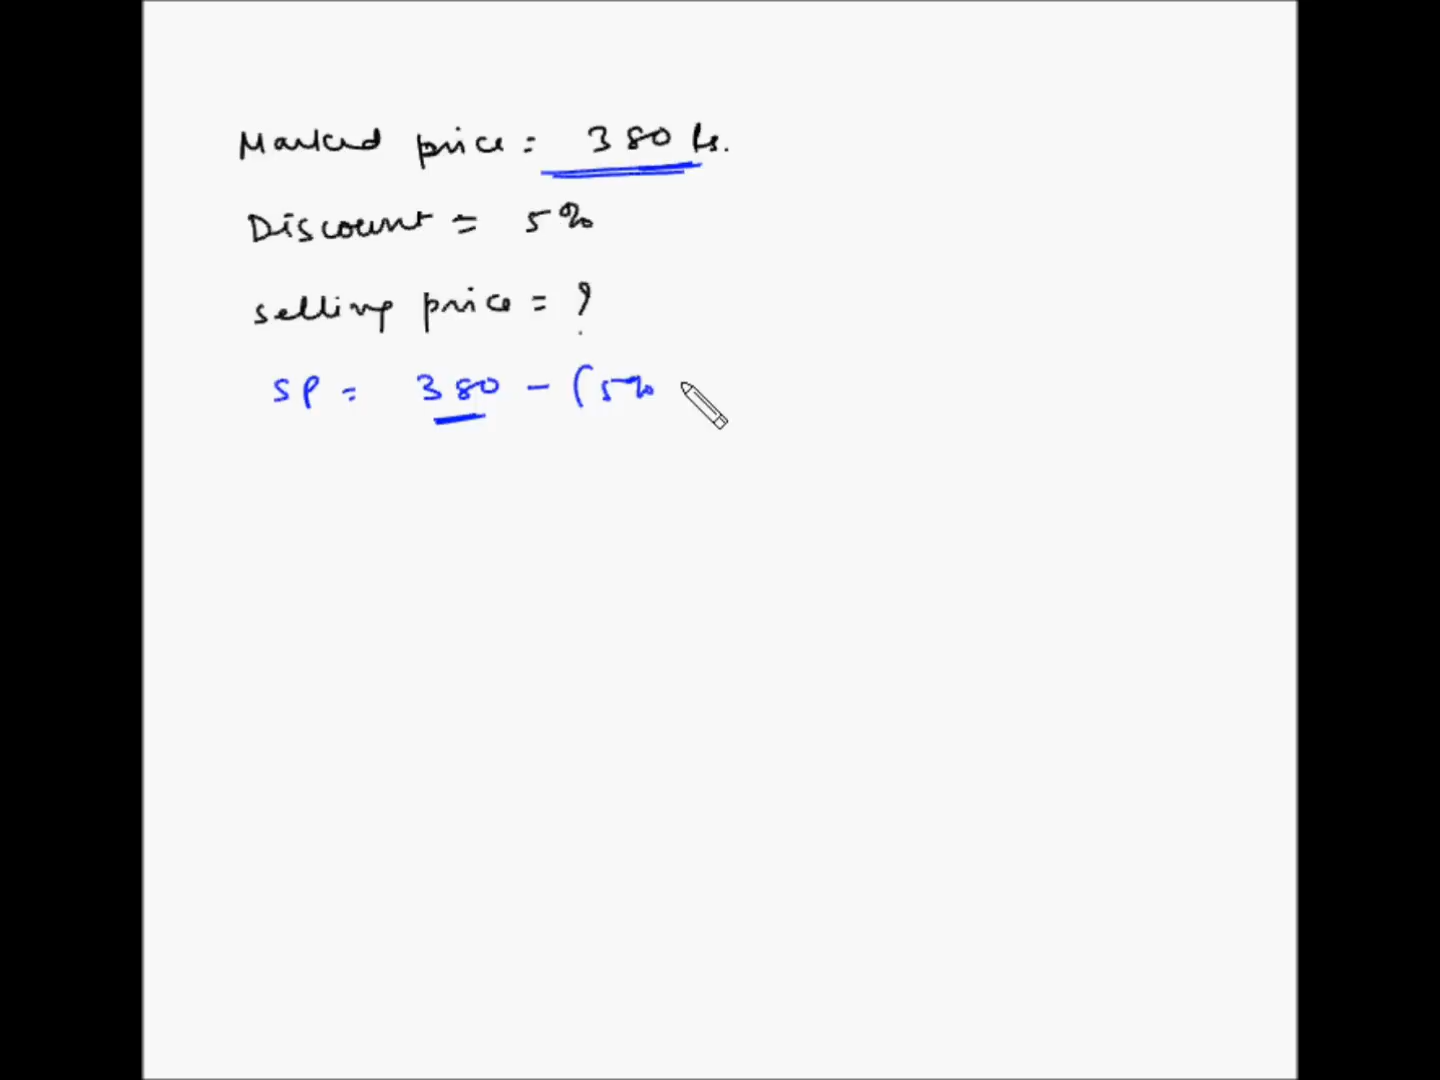 Marked price = 380 Rs.
Discount = 5%
selling price = ?
SP = 380 - (5%